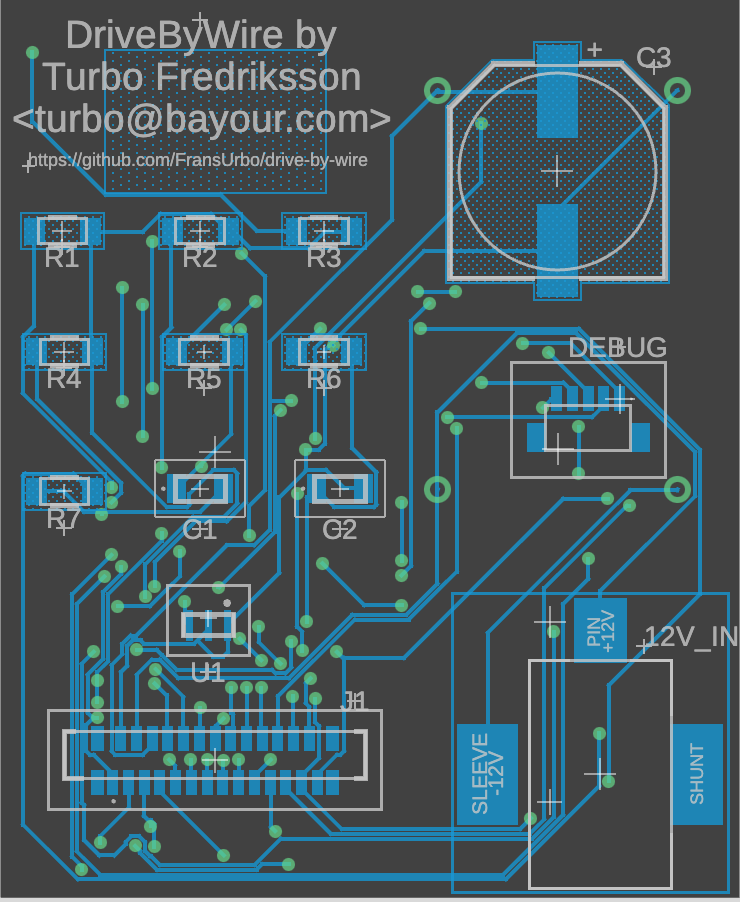 DriveByWire by
Turbo Fredriksson
<turbo@bayour.com>
https://github.com/FransUrbo/drive-by-wire
+
C3
R1
R2
R3
DEBUG
R4
R5
R6
R7
C1
C2
PIN
+12V
12V_IN
U1
J1
SLEEVE
-12V
SHUNT